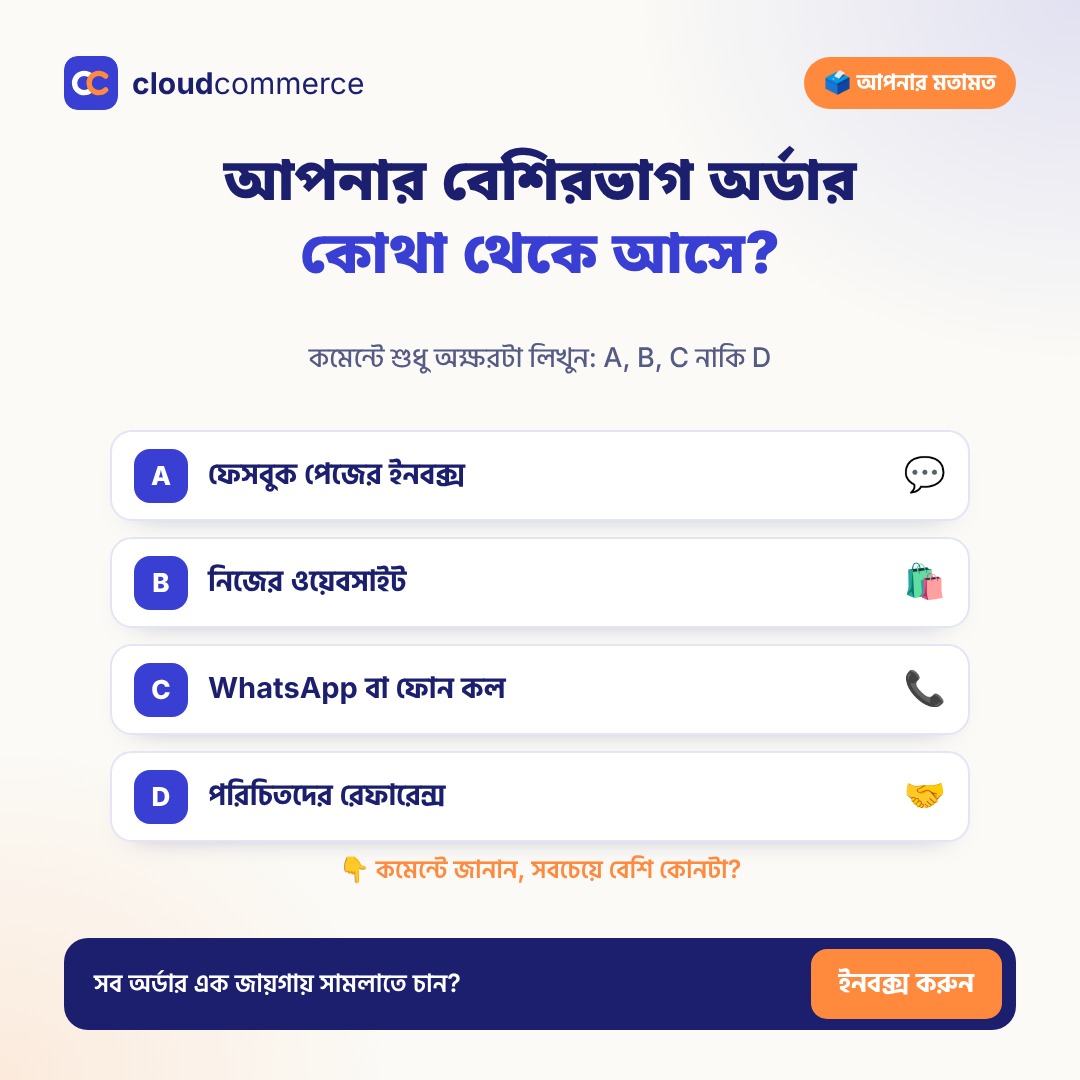 cloudcommerce
আপনার মতামত
আপনার বেশিরভাগ অর্ডার
কোথা থেকে আসে?
কমেন্টে শুধু অক্ষরটা লিখুন: A, B, C নাকি D
A ফেসবুক পেজের ইনবক্স
B নিজের ওয়েবসাইট
C WhatsApp বা ফোন কল
D পরিচিতদের রেফারেন্স
কমেন্টে জানান, সবচেয়ে বেশি কোনটা?
সব অর্ডার এক জায়গায় সামলাতে চান?
ইনবক্স করুন